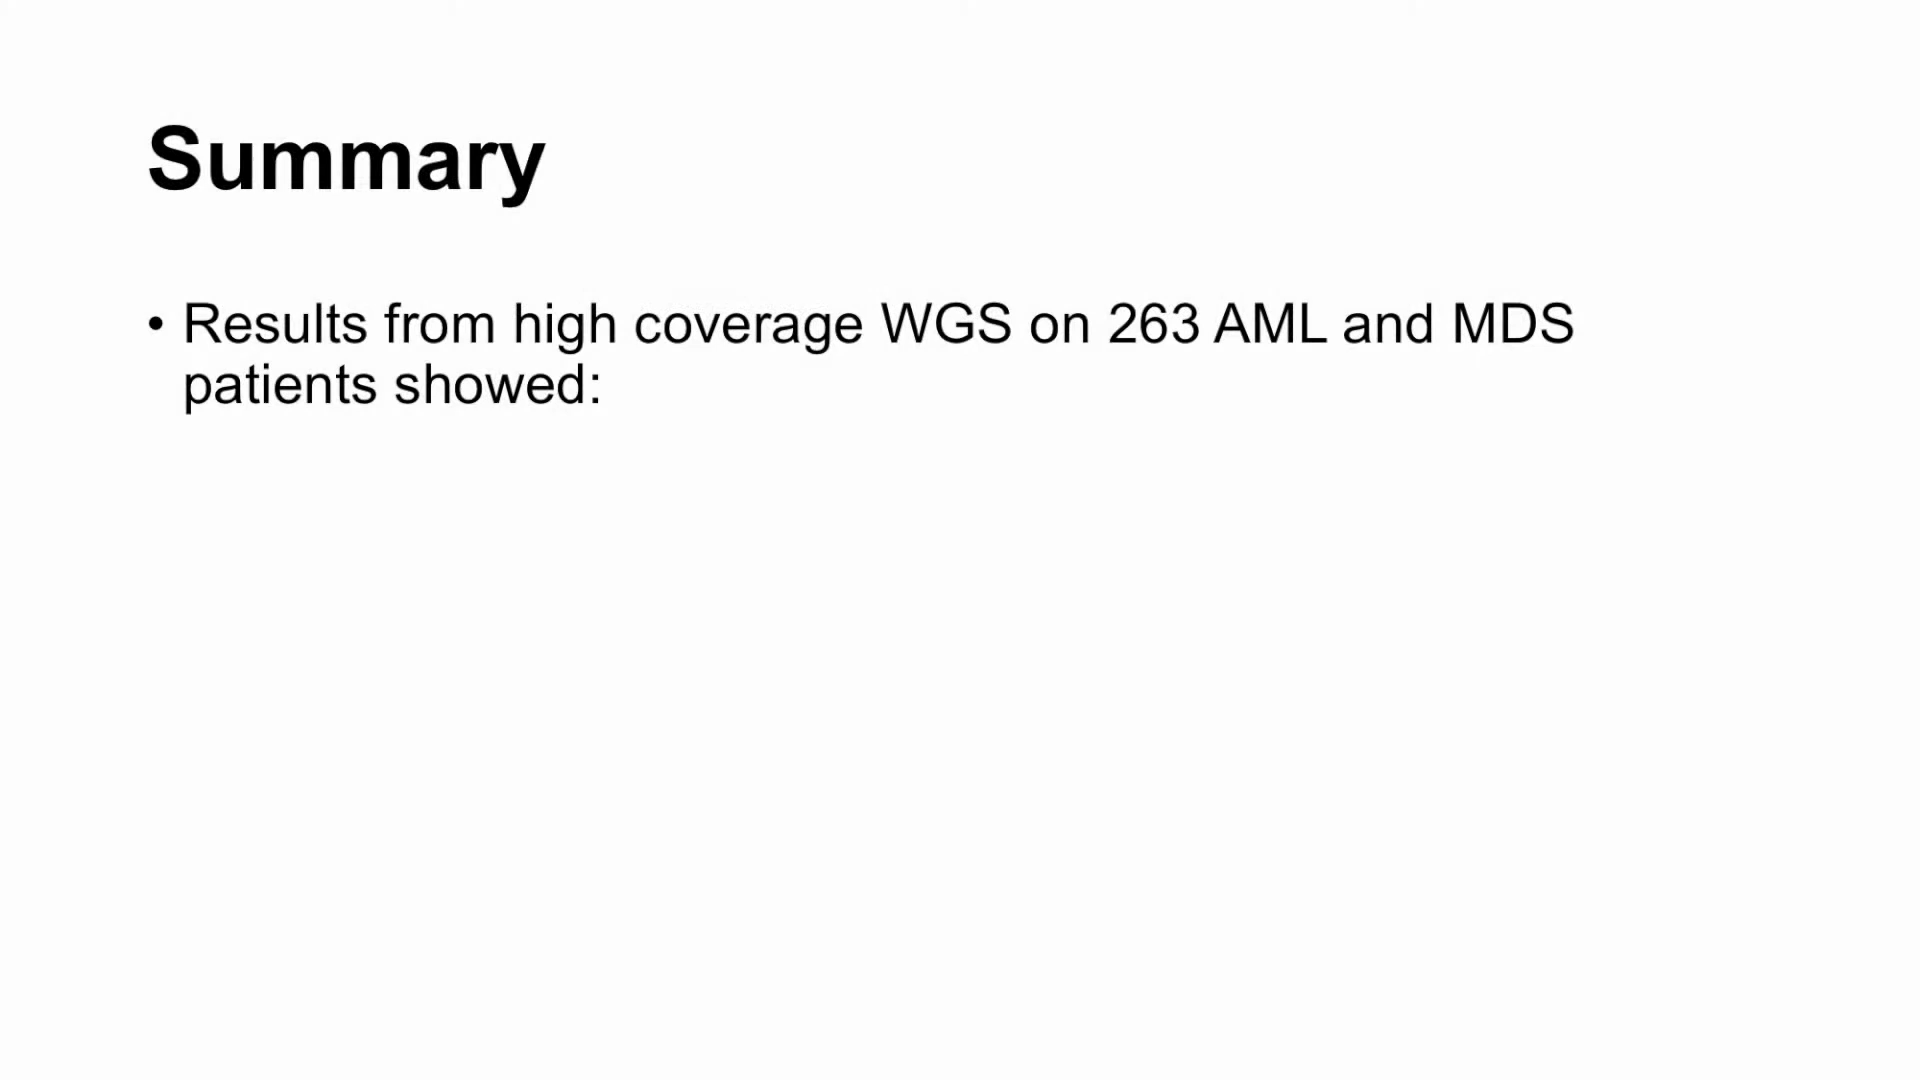 Summary
• Results from high coverage WGS on 263 AML and MDS
patients showed: